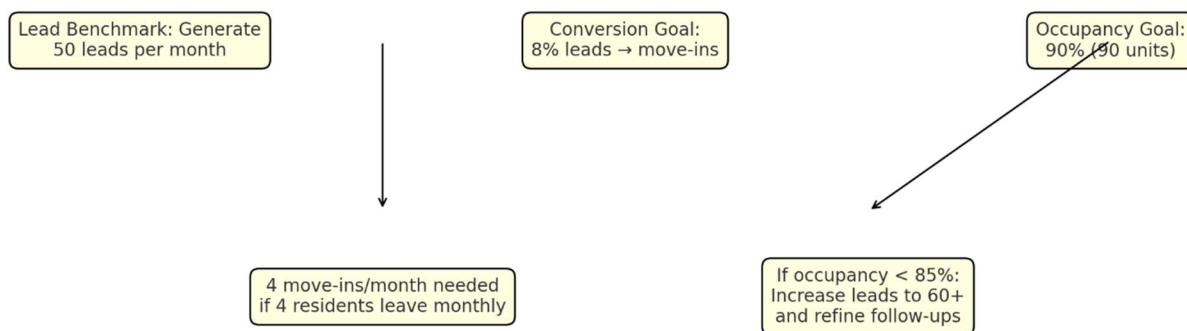 Lead Benchmark: Generate
50 leads per month
Conversion Goal:
8% leads → move-ins
Occupancy Goal:
90% (90 units)
4 move-ins/month needed
if 4 residents leave monthly
If occupancy < 85%:
Increase leads to 60+
and refine follow-ups